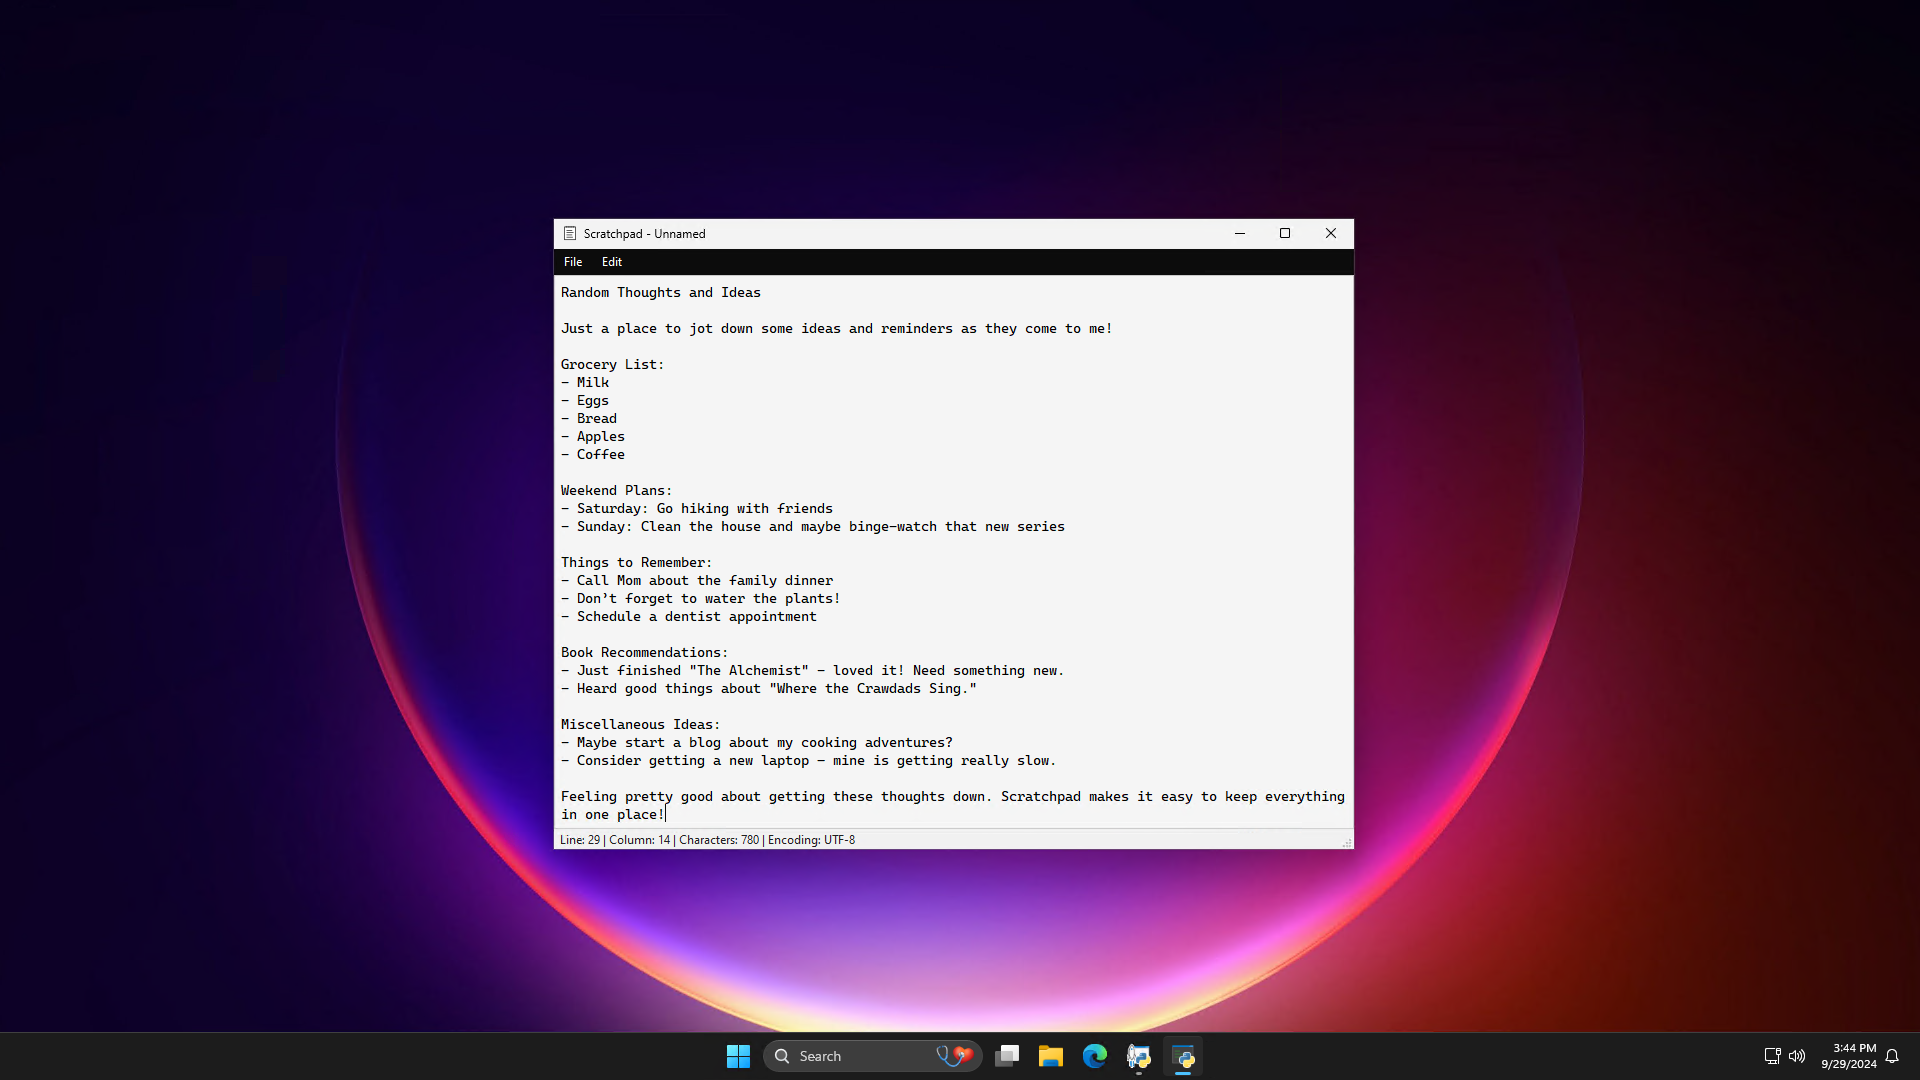 Scratchpad - Unnamed
File Edit
Random Thoughts and Ideas
Just a place to jot down some ideas and reminders as they come to me!
Grocery List:
- Milk
- Eggs
- Bread
- Apples
- Coffee
Weekend Plans:
- Saturday: Go hiking with friends
- Sunday: Clean the house and maybe binge-watch that new series
Things to Remember:
- Call Mom about the family dinner
- Don’t forget to water the plants!
- Schedule a dentist appointment
Book Recommendations:
- Just finished "The Alchemist" - loved it! Need something new.
- Heard good things about "Where the Crawdads Sing."
Miscellaneous Ideas:
- Maybe start a blog about my cooking adventures?
- Consider getting a new laptop - mine is getting really slow.
Feeling pretty good about getting these thoughts down. Scratchpad makes it easy to keep everything
in one place!
Line: 29 | Column: 14 | Characters: 780 | Encoding: UTF-8
Search
3:44 PM
9/29/2024